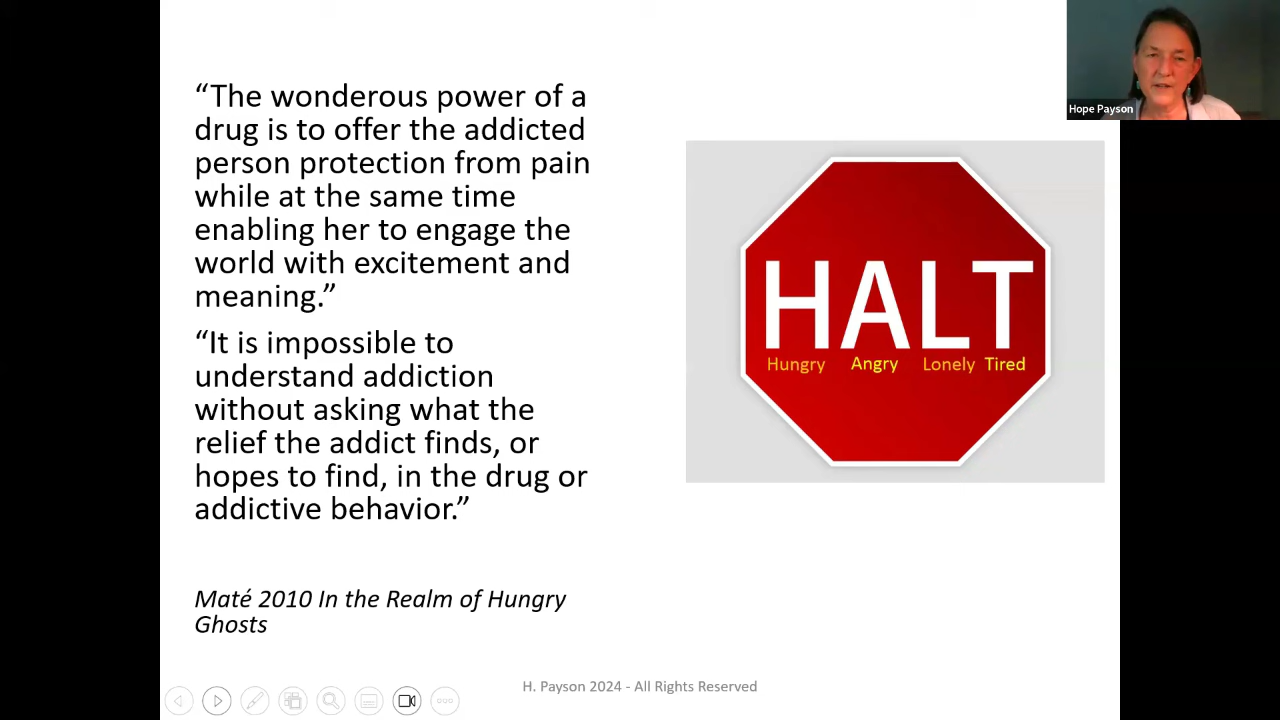 “The wonderous power of a
drug is to offer the addicted
person protection from pain
while at the same time
enabling her to engage the
world with excitement and
meaning.”
“It is impossible to
understand addiction
without asking what the
relief the addict finds, or
hopes to find, in the drug or
addictive behavior.”
Maté 2010 In the Realm of Hungry
Ghosts
Hope Payson
HALT
Hungry Angry Lonely Tired
H. Payson 2024 - All Rights Reserved